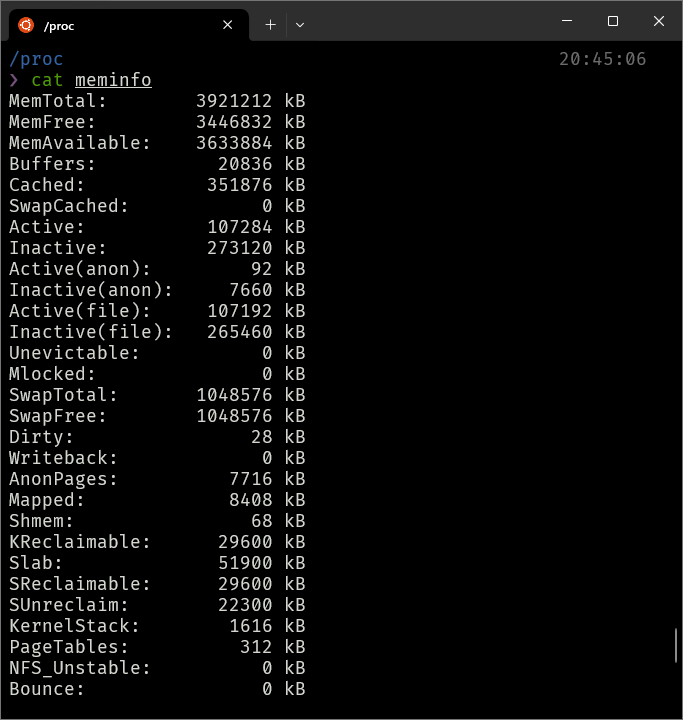 /proc
/proc 20:45:06
❯ cat meminfo
MemTotal:        3921212 kB
MemFree:         3446832 kB
MemAvailable:    3633884 kB
Buffers:           20836 kB
Cached:           351876 kB
SwapCached:            0 kB
Active:           107284 kB
Inactive:         273120 kB
Active(anon):         92 kB
Inactive(anon):     7660 kB
Active(file):     107192 kB
Inactive(file):   265460 kB
Unevictable:           0 kB
Mlocked:               0 kB
SwapTotal:       1048576 kB
SwapFree:        1048576 kB
Dirty:                28 kB
Writeback:             0 kB
AnonPages:          7716 kB
Mapped:             8408 kB
Shmem:                68 kB
KReclaimable:      29600 kB
Slab:              51900 kB
SReclaimable:      29600 kB
SUnreclaim:        22300 kB
KernelStack:        1616 kB
PageTables:          312 kB
NFS_Unstable:          0 kB
Bounce:                0 kB